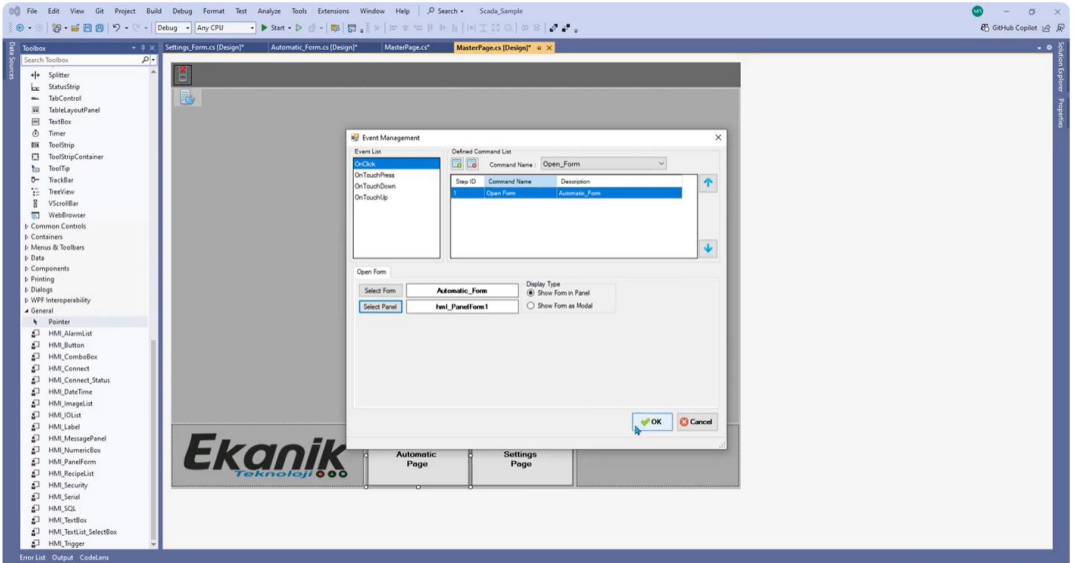 File Edit View Git Project Build Debug Format Test Analyze Tools Extensions Window Help Search Scada_Sample
Debug Any CPU Start GitHub Copilot
Data Sources
Toolbox
Settings_Form.cs [Design]* Automatic_Form.cs [Design]* MasterPage.cs* MasterPage.cs [Design]*
Solution Explorer Properties
Search Toolbox
Splitter
StatusStrip
TabControl
TableLayoutPanel
TextBox
Timer
ToolStrip
ToolStripContainer
ToolTip
TrackBar
TreeView
VScrollBar
WebBrowser
Common Controls
Containers
Menus & Toolbars
Data
Components
Printing
Dialogs
WPF Interoperability
General
Pointer
HMI_AlarmList
HMI_Button
HMI_ComboBox
HMI_Connect
HMI_Connect_Status
HMI_DateTime
HMI_ImageList
HMI_IOList
HMI_Label
HMI_MessagePanel
HMI_NumericBox
HMI_PanelForm
HMI_RecipeList
HMI_Security
HMI_Serial
HMI_SQL
HMI_TextBox
HMI_TextList_SelectBox
HMI_Trigger
Event Management
Event List
OnClick
OnTouchPress
OnTouchDown
OnTouchUp
Defined Command List
Command Name : Open_Form
Step ID Command Name Description
1 Open Form Automatic_Form
Open Form
Select Form Automatic_Form
Select Panel hmI_PanelForm1
Display Type
Show Form in Panel
Show Form as Modal
OK Cancel
Ekanik
Teknoloji
Automatic
Page
Settings
Page
Error List Output CodeLens